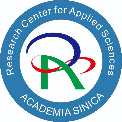 Research Center for Applied Sciences
ACADEMIA SINICA